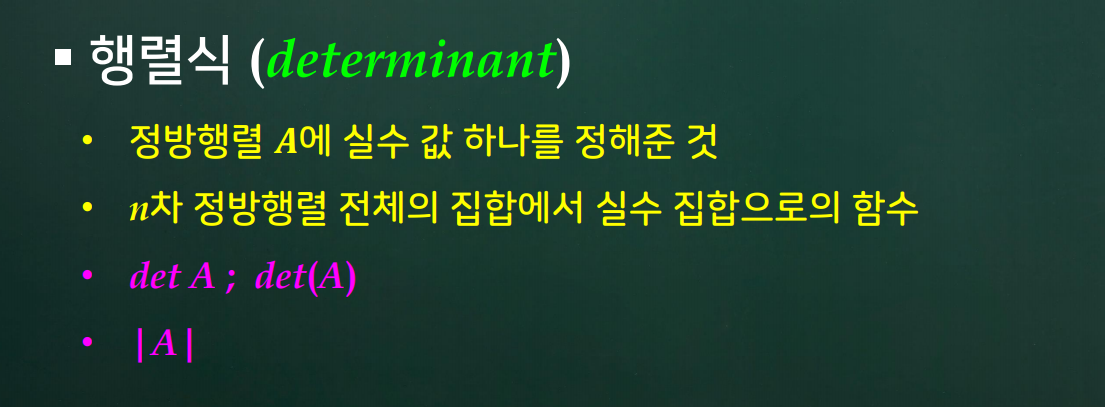 ▪ 행렬식 (determinant)
• 정방행렬 A에 실수 값 하나를 정해준 것
• n차 정방행렬 전체의 집합에서 실수 집합으로의 함수
• det A ; det(A)
• |A|